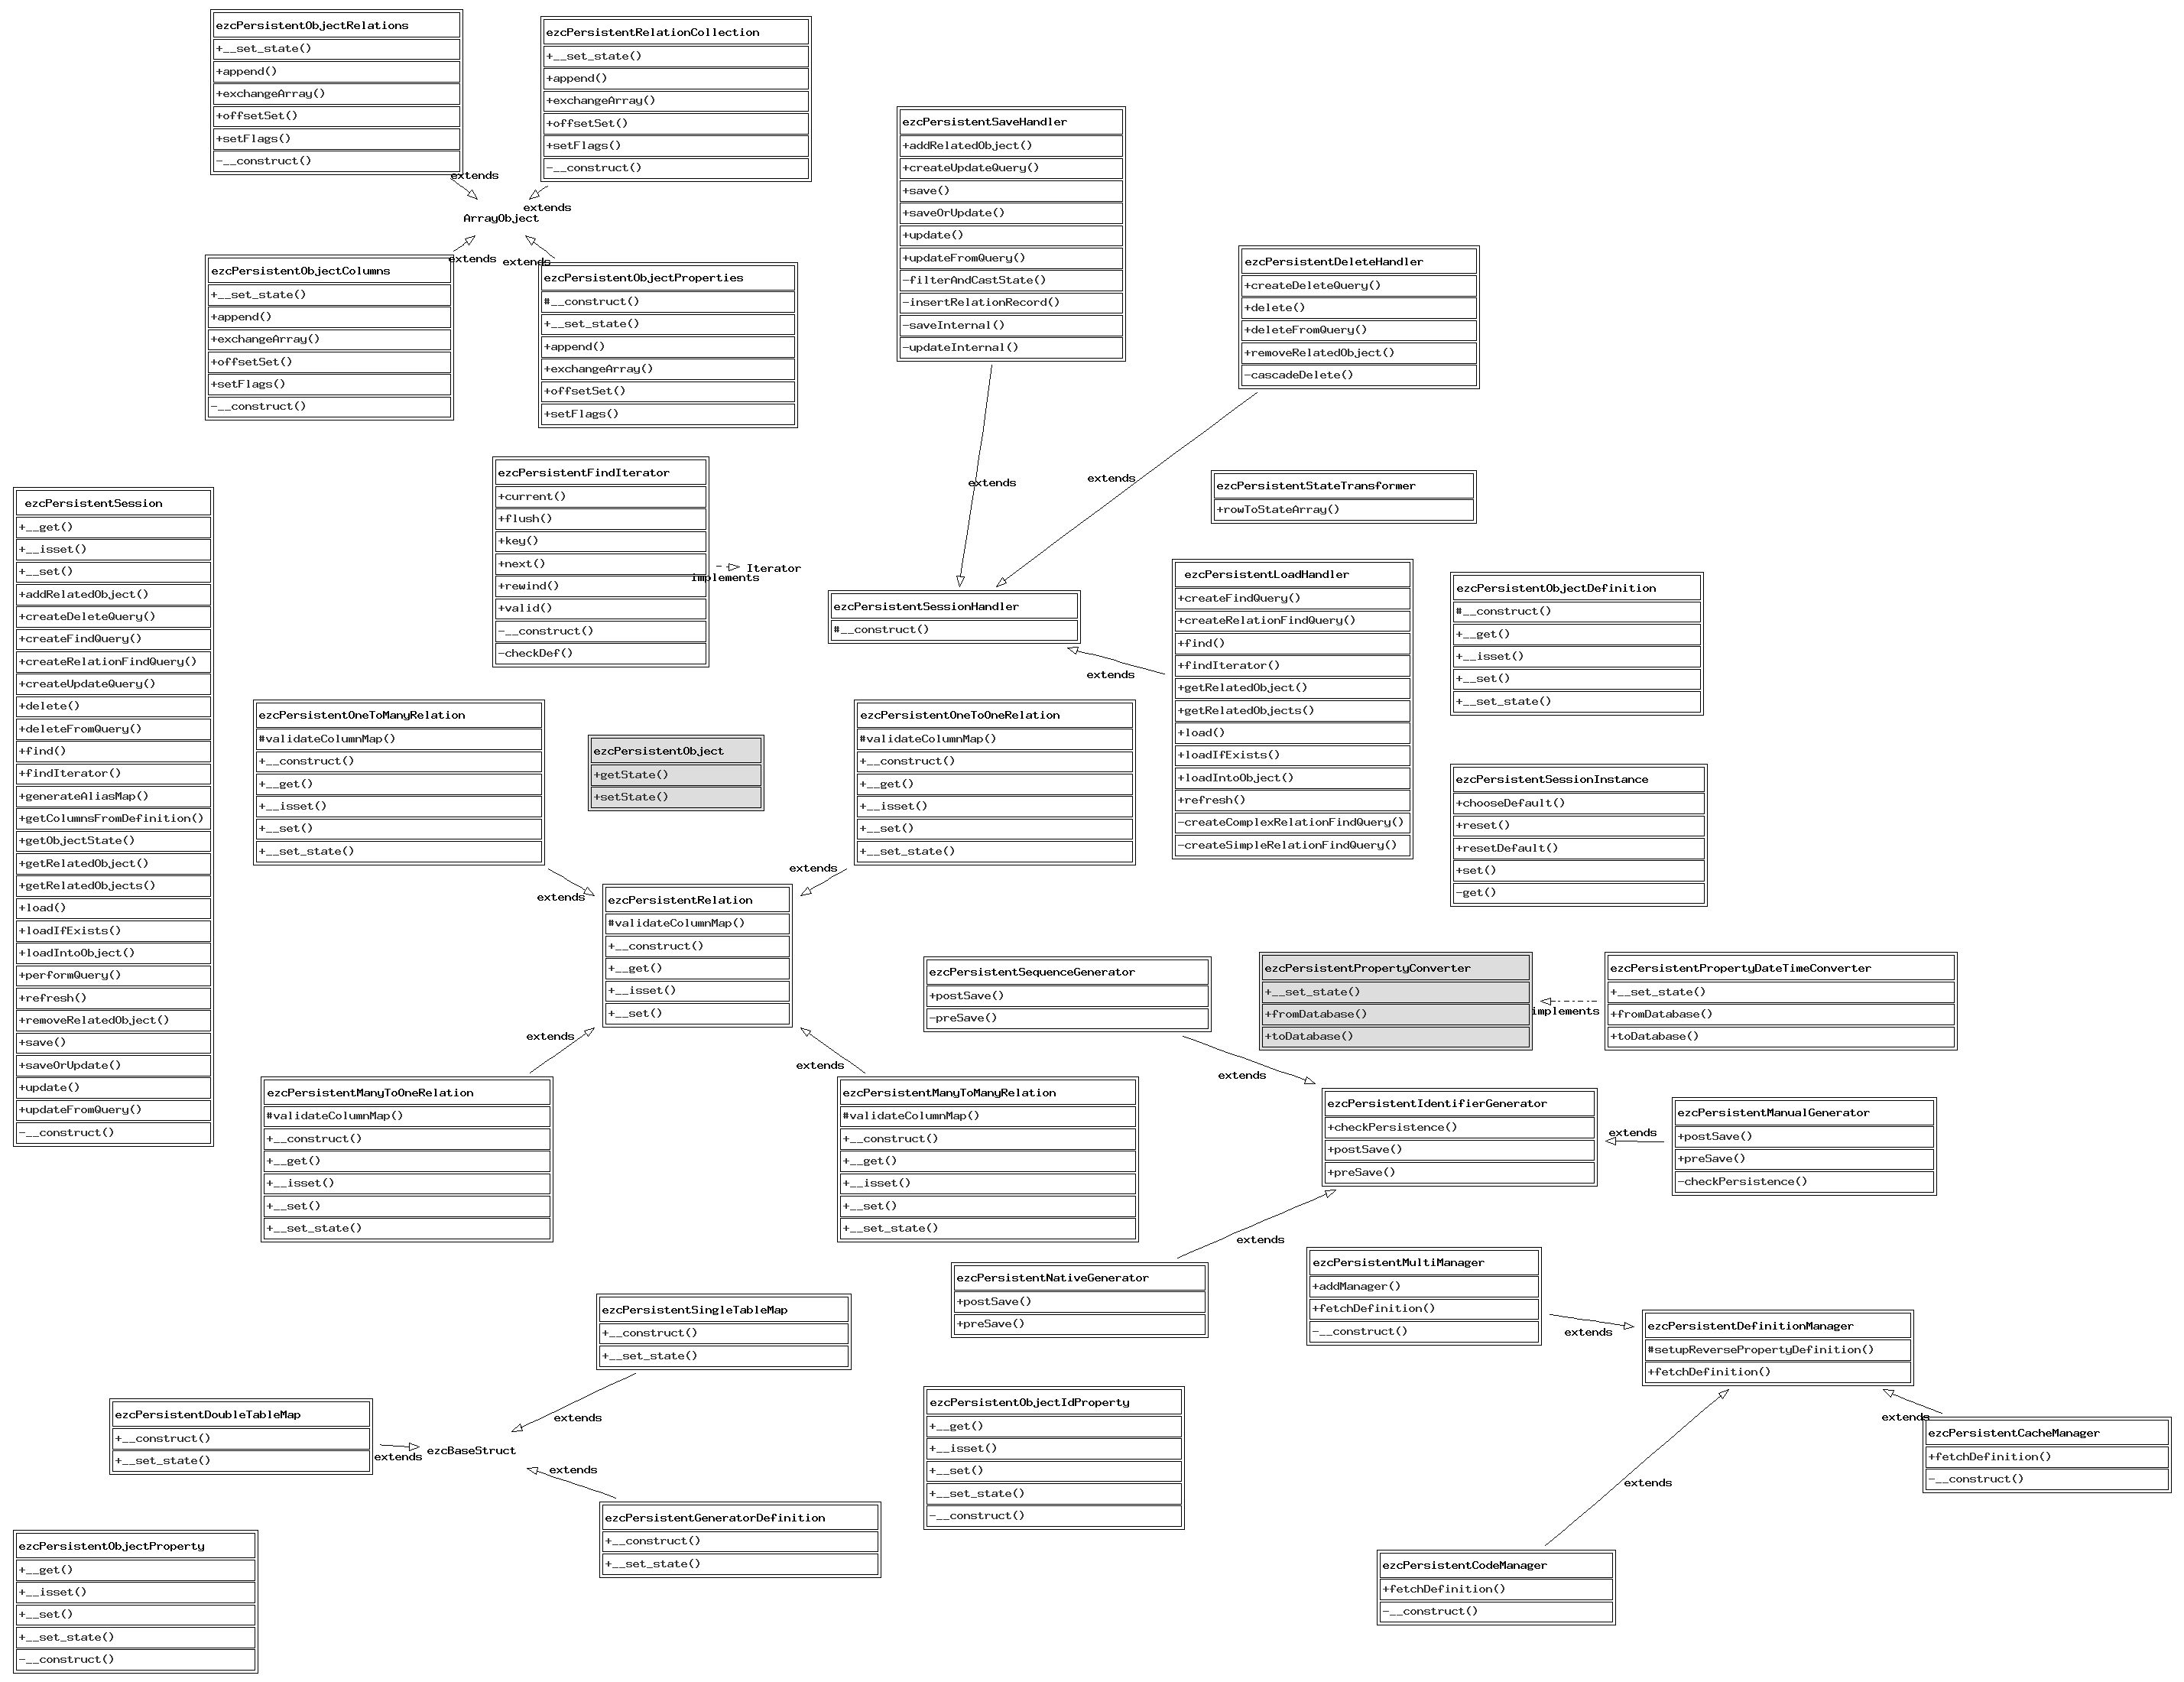 ezcPersistentObjectRelations
+__set_state()
+append()
+exchangeArray()
+offsetSet()
+setFlags()
-__construct()
extends
ezcPersistentRelationCollection
+__set_state()
+append()
+exchangeArray()
+offsetSet()
+setFlags()
-__construct()
extends
ArrayObject
extends
extends
ezcPersistentObjectColumns
+__set_state()
+append()
+exchangeArray()
+offsetSet()
+setFlags()
-__construct()
ezcPersistentObjectProperties
#__construct()
+__set_state()
+append()
+exchangeArray()
+offsetSet()
+setFlags()
ezcPersistentSaveHandler
+addRelatedObject()
+createUpdateQuery()
+save()
+saveOrUpdate()
+update()
+updateFromQuery()
-filterAndCastState()
-insertRelationRecord()
-saveInternal()
-updateInternal()
extends
ezcPersistentDeleteHandler
+createDeleteQuery()
+delete()
+deleteFromQuery()
+removeRelatedObject()
-cascadeDelete()
extends
ezcPersistentStateTransformer
+rowToStateArray()
ezcPersistentSession
+__get()
+__isset()
+__set()
+addRelatedObject()
+createDeleteQuery()
+createFindQuery()
+createRelationFindQuery()
+createUpdateQuery()
+delete()
+deleteFromQuery()
+find()
+findIterator()
+generateAliasMap()
+getColumnsFromDefinition()
+getObjectState()
+getRelatedObject()
+getRelatedObjects()
+load()
+loadIfExists()
+loadIntoObject()
+performQuery()
+refresh()
+removeRelatedObject()
+save()
+saveOrUpdate()
+update()
+updateFromQuery()
-__construct()
ezcPersistentFindIterator
+current()
+flush()
+key()
+next()
+rewind()
+valid()
-__construct()
-checkDef()
implements
Iterator
ezcPersistentSessionHandler
#__construct()
extends
ezcPersistentLoadHandler
+createFindQuery()
+createRelationFindQuery()
+find()
+findIterator()
+getRelatedObject()
+getRelatedObjects()
+load()
+loadIfExists()
+loadIntoObject()
+refresh()
-createComplexRelationFindQuery()
-createSimpleRelationFindQuery()
ezcPersistentObjectDefinition
#__construct()
+__get()
+__isset()
+__set()
+__set_state()
ezcPersistentSessionInstance
+chooseDefault()
+reset()
+resetDefault()
+set()
-get()
ezcPersistentOneToManyRelation
#validateColumnMap()
+__construct()
+__get()
+__isset()
+__set()
+__set_state()
extends
ezcPersistentObject
+getState()
+setState()
ezcPersistentOneToOneRelation
#validateColumnMap()
+__construct()
+__get()
+__isset()
+__set()
+__set_state()
extends
ezcPersistentRelation
#validateColumnMap()
+__construct()
+__get()
+__isset()
+__set()
extends
extends
ezcPersistentManyToOneRelation
#validateColumnMap()
+__construct()
+__get()
+__isset()
+__set()
+__set_state()
ezcPersistentManyToManyRelation
#validateColumnMap()
+__construct()
+__get()
+__isset()
+__set()
+__set_state()
ezcPersistentSequenceGenerator
+postSave()
-preSave()
extends
ezcPersistentPropertyConverter
+__set_state()
+fromDatabase()
+toDatabase()
implements
ezcPersistentPropertyDateTimeConverter
+__set_state()
+fromDatabase()
+toDatabase()
ezcPersistentIdentifierGenerator
+checkPersistence()
+postSave()
+preSave()
extends
ezcPersistentManualGenerator
+postSave()
+preSave()
-checkPersistence()
extends
ezcPersistentNativeGenerator
+postSave()
+preSave()
ezcPersistentMultiManager
+addManager()
+fetchDefinition()
-__construct()
extends
ezcPersistentDefinitionManager
#setupReversePropertyDefinition()
+fetchDefinition()
extends
ezcPersistentCacheManager
+fetchDefinition()
-__construct()
extends
ezcPersistentCodeManager
+fetchDefinition()
-__construct()
ezcPersistentSingleTableMap
+__construct()
+__set_state()
extends
ezcPersistentDoubleTableMap
+__construct()
+__set_state()
extends
ezcBaseStruct
extends
ezcPersistentGeneratorDefinition
+__construct()
+__set_state()
ezcPersistentObjectIdProperty
+__get()
+__isset()
+__set()
+__set_state()
-__construct()
ezcPersistentObjectProperty
+__get()
+__isset()
+__set()
+__set_state()
-__construct()